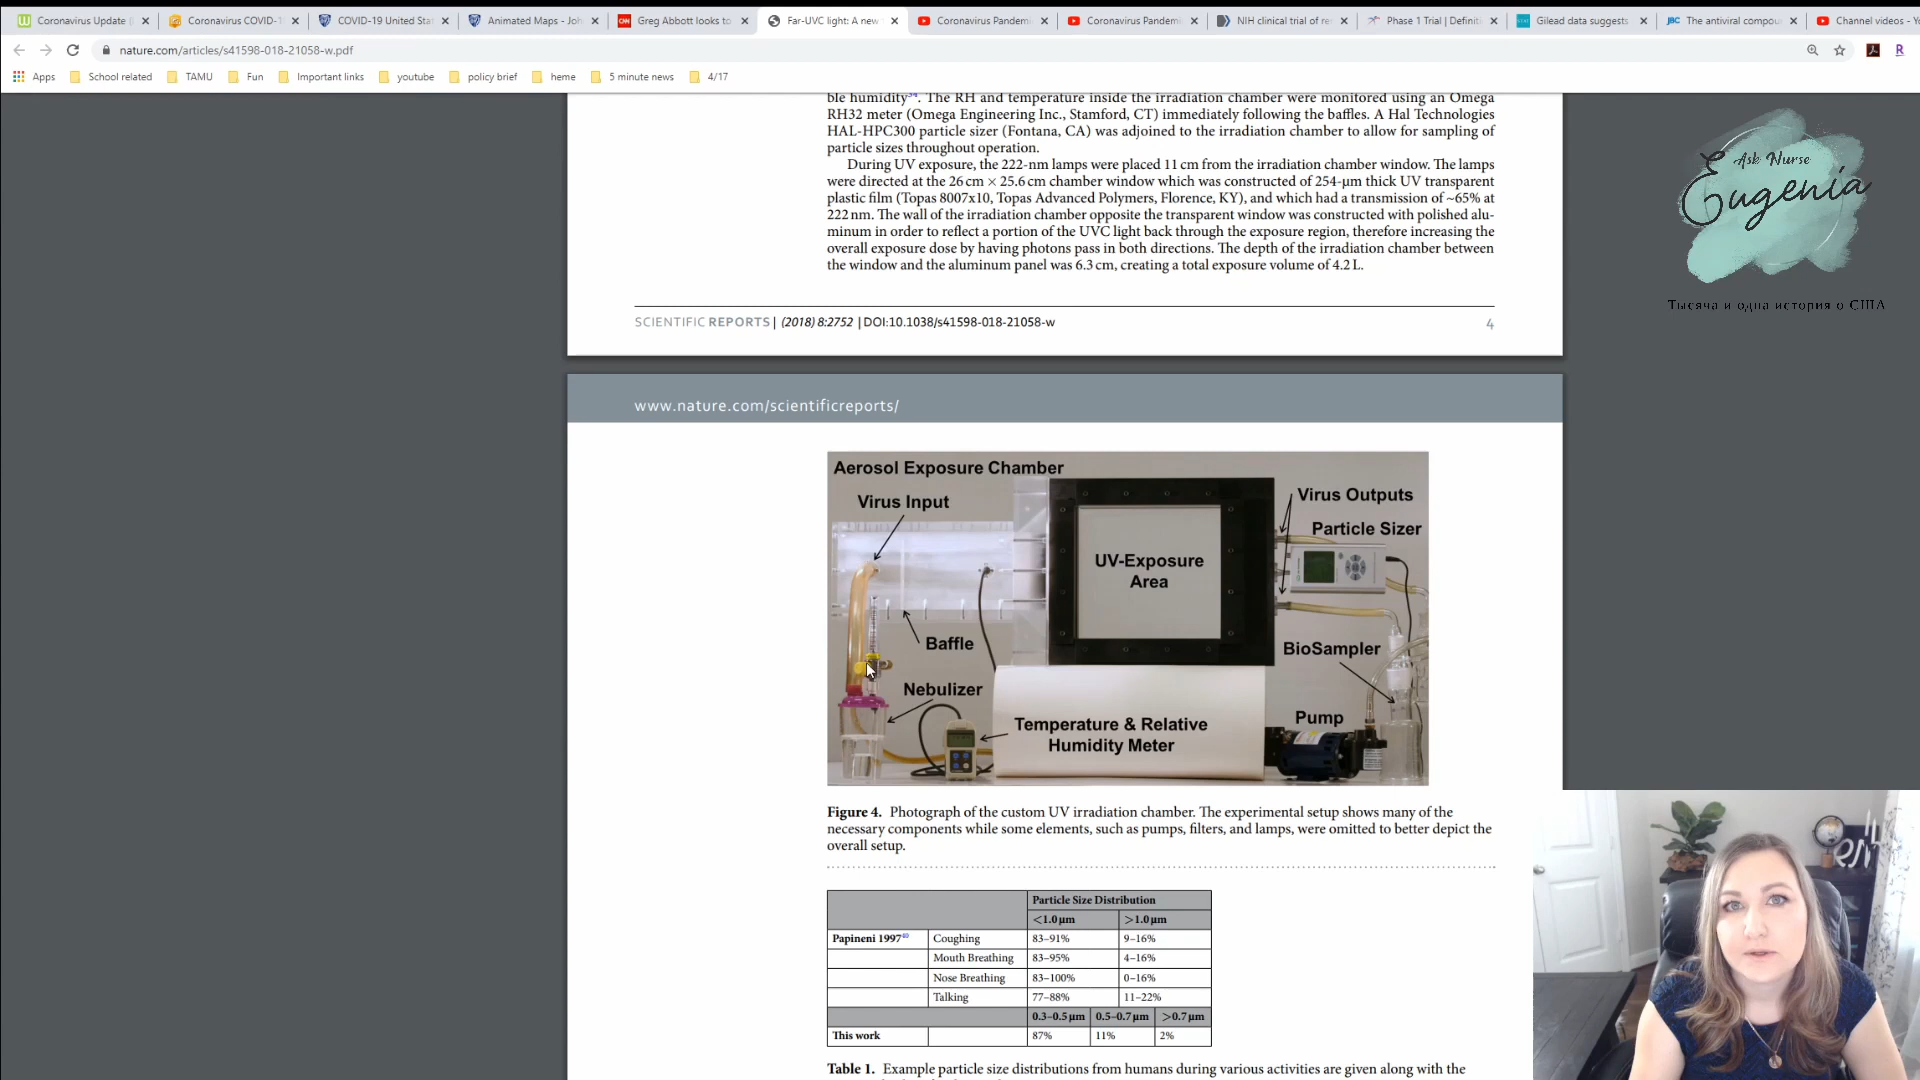 Coronavirus Update (
Coronavirus COVID-1
COVID-19 United Sta
Animated Maps - Joh
Greg Abbott looks to
Far-UVC light: A new
Coronavirus Pandem
Coronavirus Pandemi
NIH clinical trial of re
Phase 1 Trial | Definit
Gilead data suggests
The antiviral compou
Channel videos - Yo
nature.com/articles/s41598-018-21058-w.pdf
Apps School related TAMU Fun Important links youtube policy brief heme 5 minute news 4/17
ble humidity³⁴. The RH and temperature inside the irradiation chamber were monitored using an Omega
RH32 meter (Omega Engineering Inc., Stamford, CT) immediately following the baffles. A Hal Technologies
HAL-HPC300 particle sizer (Fontana, CA) was adjoined to the irradiation chamber to allow for sampling of
particle sizes throughout operation.
During UV exposure, the 222-nm lamps were placed 11 cm from the irradiation chamber window. The lamps
were directed at the 26 cm × 25.6 cm chamber window which was constructed of 254-μm thick UV transparent
plastic film (Topas 8007x10, Topas Advanced Polymers, Florence, KY), and which had a transmission of ~65% at
222 nm. The wall of the irradiation chamber opposite the transparent window was constructed with polished alu-
minum in order to reflect a portion of the UVC light back through the exposure region, therefore increasing the
overall exposure dose by having photons pass in both directions. The depth of the irradiation chamber between
the window and the aluminum panel was 6.3 cm, creating a total exposure volume of 4.2 L.
SCIENTIFIC REPORTS | (2018) 8:2752 | DOI:10.1038/s41598-018-21058-w
4
Ask Nurse
Eugenia
Тысяча и одна история о США
www.nature.com/scientificreports/
Aerosol Exposure Chamber
Virus Input
Virus Outputs
Particle Sizer
UV-Exposure
Area
Baffle
BioSampler
Nebulizer
Temperature & Relative
Humidity Meter
Pump
Figure 4. Photograph of the custom UV irradiation chamber. The experimental setup shows many of the
necessary components while some elements, such as pumps, filters, and lamps, were omitted to better depict the
overall setup.
Particle Size Distribution
<1.0 μm >1.0 μm
Papineni 1997⁴⁰ Coughing 83–91% 9–16%
Mouth Breathing 83–95% 4–16%
Nose Breathing 83–100% 0–16%
Talking 77–88% 11–22%
0.3–0.5 μm 0.5–0.7 μm >0.7 μm
This work 87% 11% 2%
Table 1. Example particle size distributions from humans during various activities are given along with the